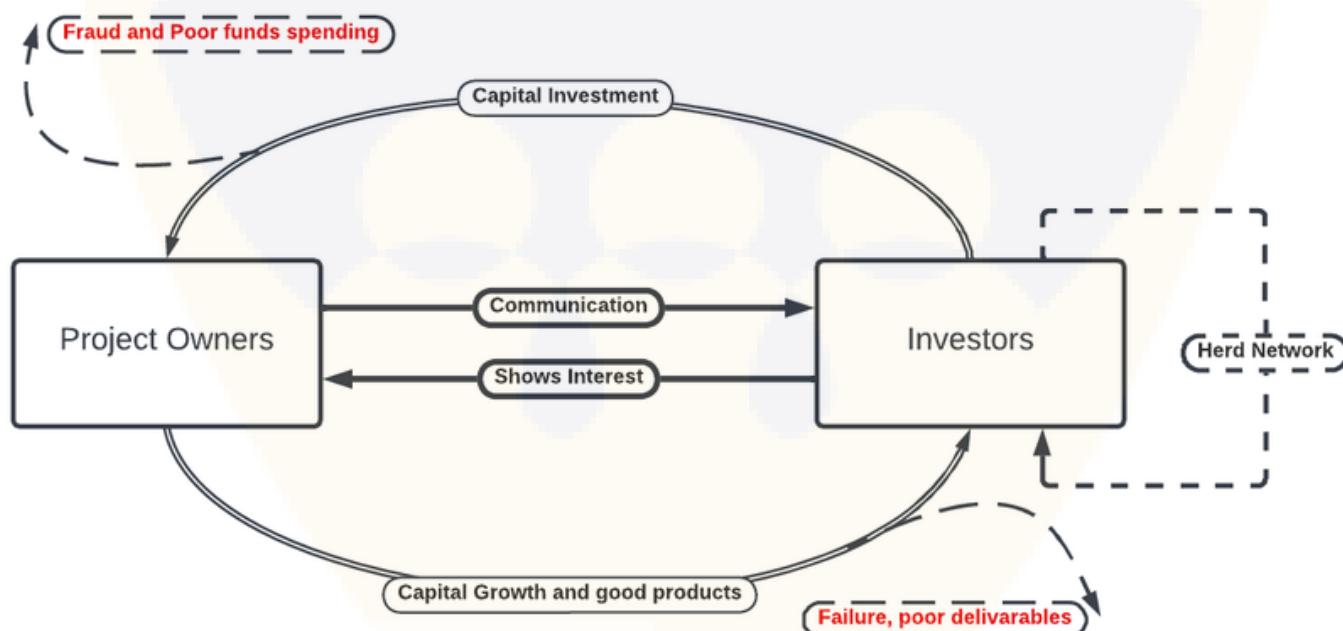 Fraud and Poor funds spending
Capital Investment
Communication
Project Owners
Investors
Herd Network
Shows Interest
Capital Growth and good products
Failure, poor delivarables